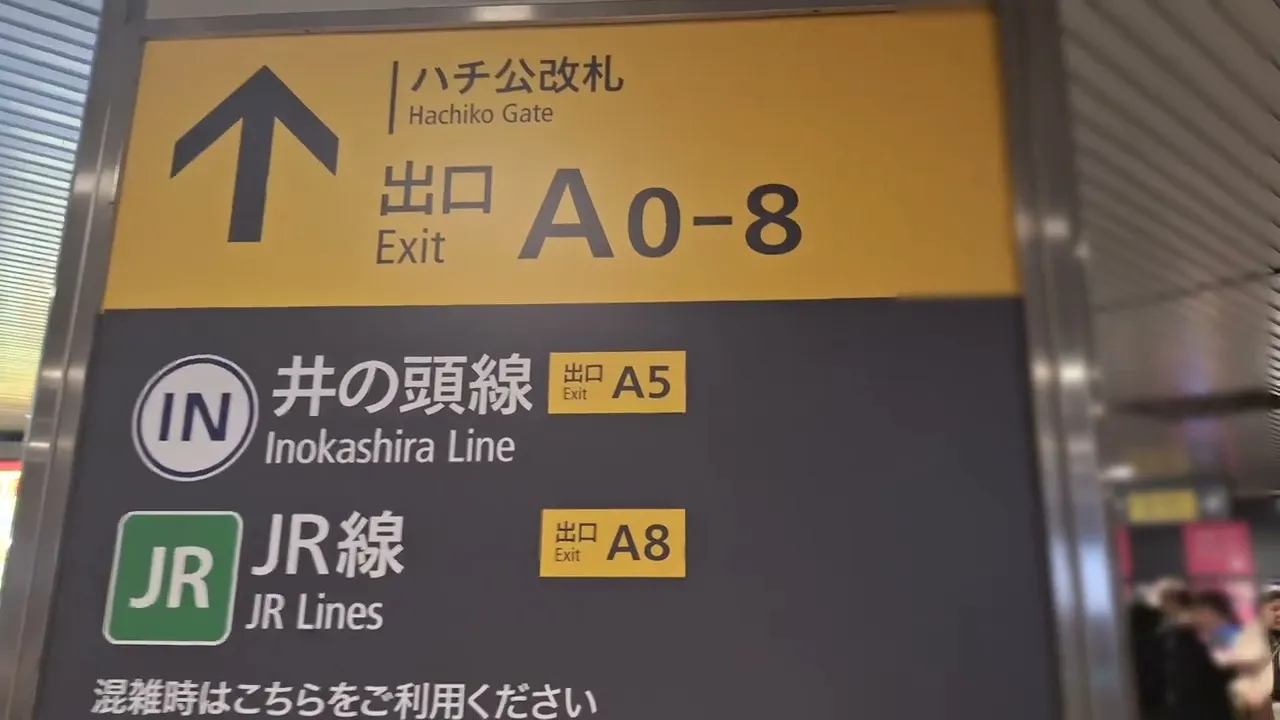 ハチ公改札
Hachiko Gate
出口 A0-8
Exit
IN 井の頭線 出口 Exit A5
Inokashira Line
JR JR線 出口 Exit A8
JR Lines
混雑時はこちらをご利用ください